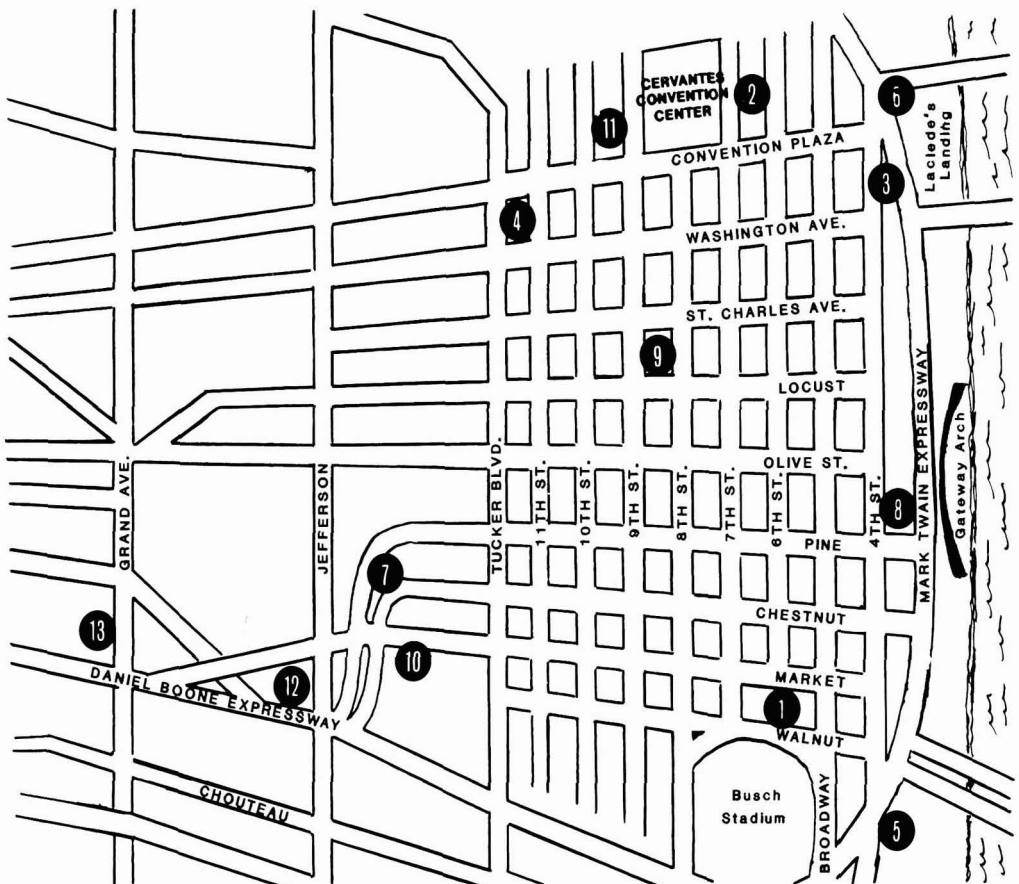 CERVANTES
CONVENTION
CENTER
2
6
11
CONVENTION PLAZA
Laclede's
Landing
3
4
WASHINGTON AVE.
ST. CHARLES AVE.
9
LOCUST
MARK TWAIN EXPRESSWAY
Gateway Arch
OLIVE ST.
GRAND AVE.
JEFFERSON
TUCKER BLVD.
11TH ST.
10TH ST.
9TH ST.
8TH ST.
7TH ST.
6TH ST.
4TH ST.
8
PINE
7
CHESTNUT
13
10
12
MARKET
DANIEL BOONE EXPRESSWAY
1
WALNUT
CHOUTEAU
Busch
Stadium
BROADWAY
5